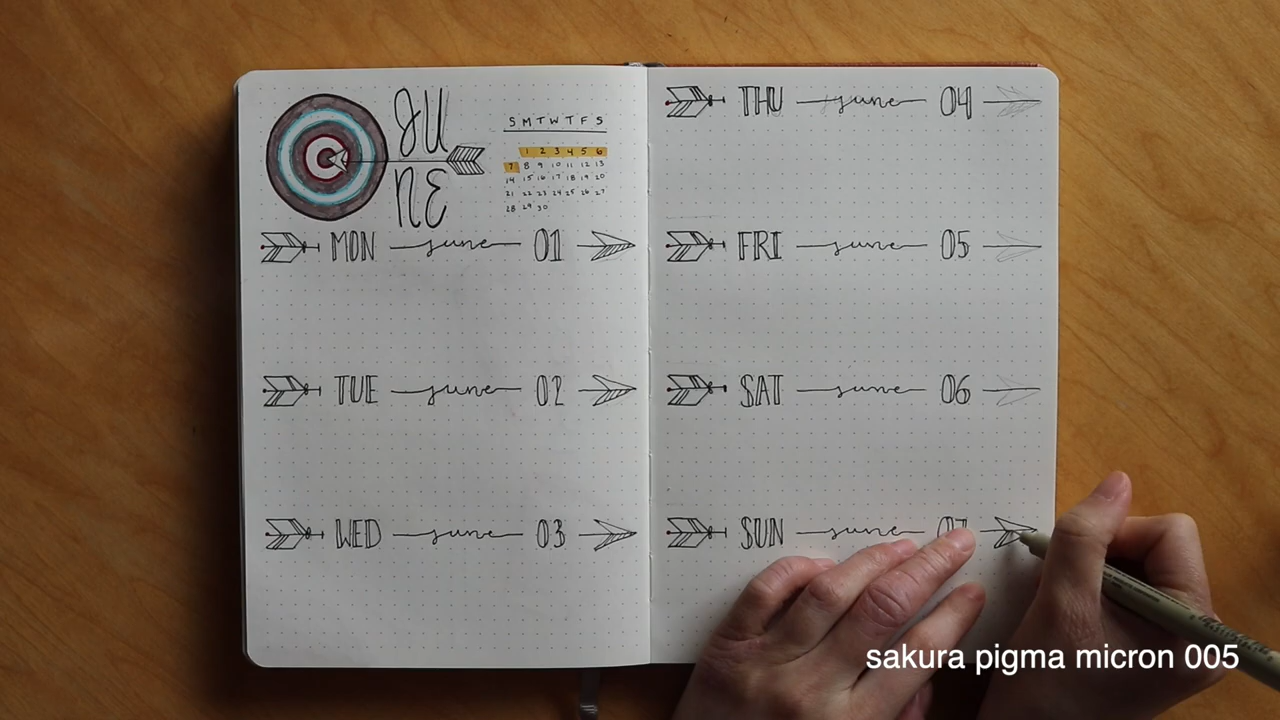 JU
NE
S M T W T F S
1 2 3 4 5 6
7 8 9 10 11 12 13
14 15 16 17 18 19 20
21 22 23 24 25 26 27
28 29 30
MON june 01
TUE june 02
WED june 03
THU june 04
FRI june 05
SAT june 06
SUN june 07
sakura pigma micron 005